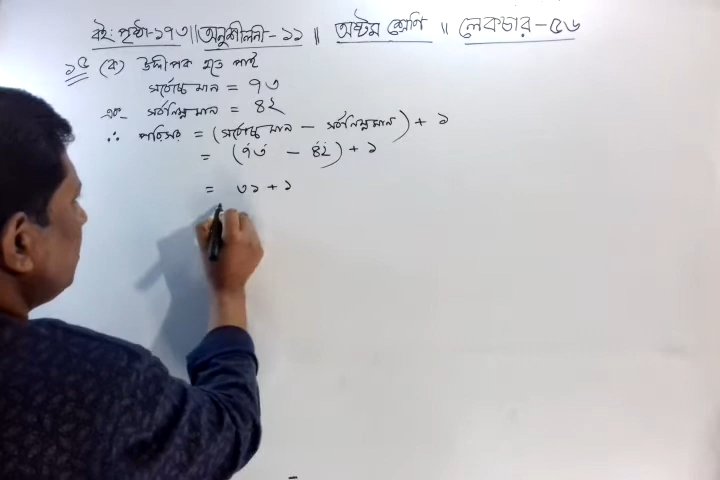 বই: পৃষ্ঠা-১৭৩ || অনুশীলনী - ১১ || অষ্টম শ্রেণি || লেকচার - ৫৬
১৫ (ক) উদ্দীপক হতে পাই
সর্বোচ্চ মান = ৭৩
এবং সর্বনিম্ন মান = ৪২
∴ পরিসর = (সর্বোচ্চ মান - সর্বনিম্ন মান) + ১
= (৭৩ - ৪২) + ১
= ৩১ + ১